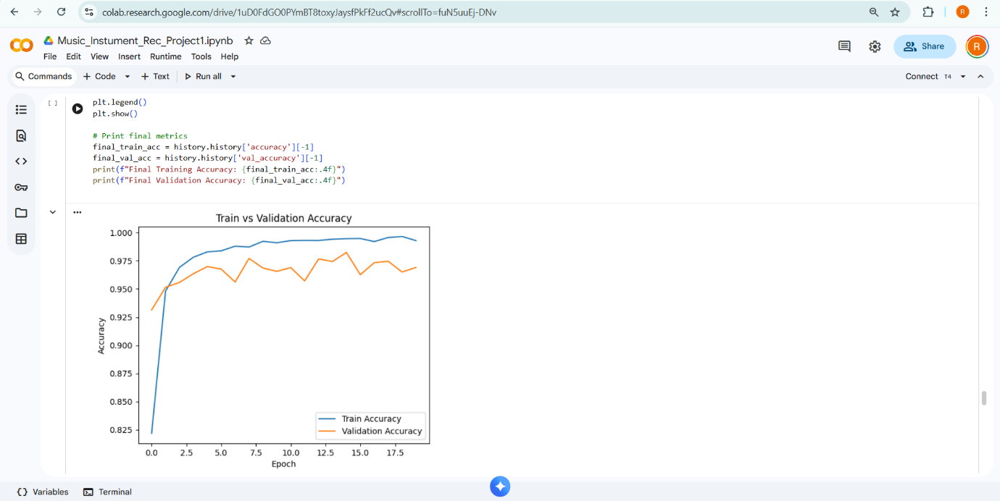 colab.research.google.com/drive/1uD0FdGO0PYmBT8toxyJaysfPkFf2ucQv#scrollTo=fuN5uuEj-DNv
R
Music_Instument_Rec_Project1.ipynb
File Edit View Insert Runtime Tools Help
Share
R
Commands + Code + Text Run all
Connect T4
[ ]
plt.legend()
plt.show()
# Print final metrics
final_train_acc = history.history['accuracy'][-1]
final_val_acc = history.history['val_accuracy'][-1]
print(f"Final Training Accuracy: {final_train_acc:.4f}")
print(f"Final Validation Accuracy: {final_val_acc:.4f}")
Train vs Validation Accuracy
1.000
0.975
0.950
0.925
0.900
0.875
0.850
0.825
Accuracy
Train Accuracy
Validation Accuracy
0.0 2.5 5.0 7.5 10.0 12.5 15.0 17.5
Epoch
Variables Terminal